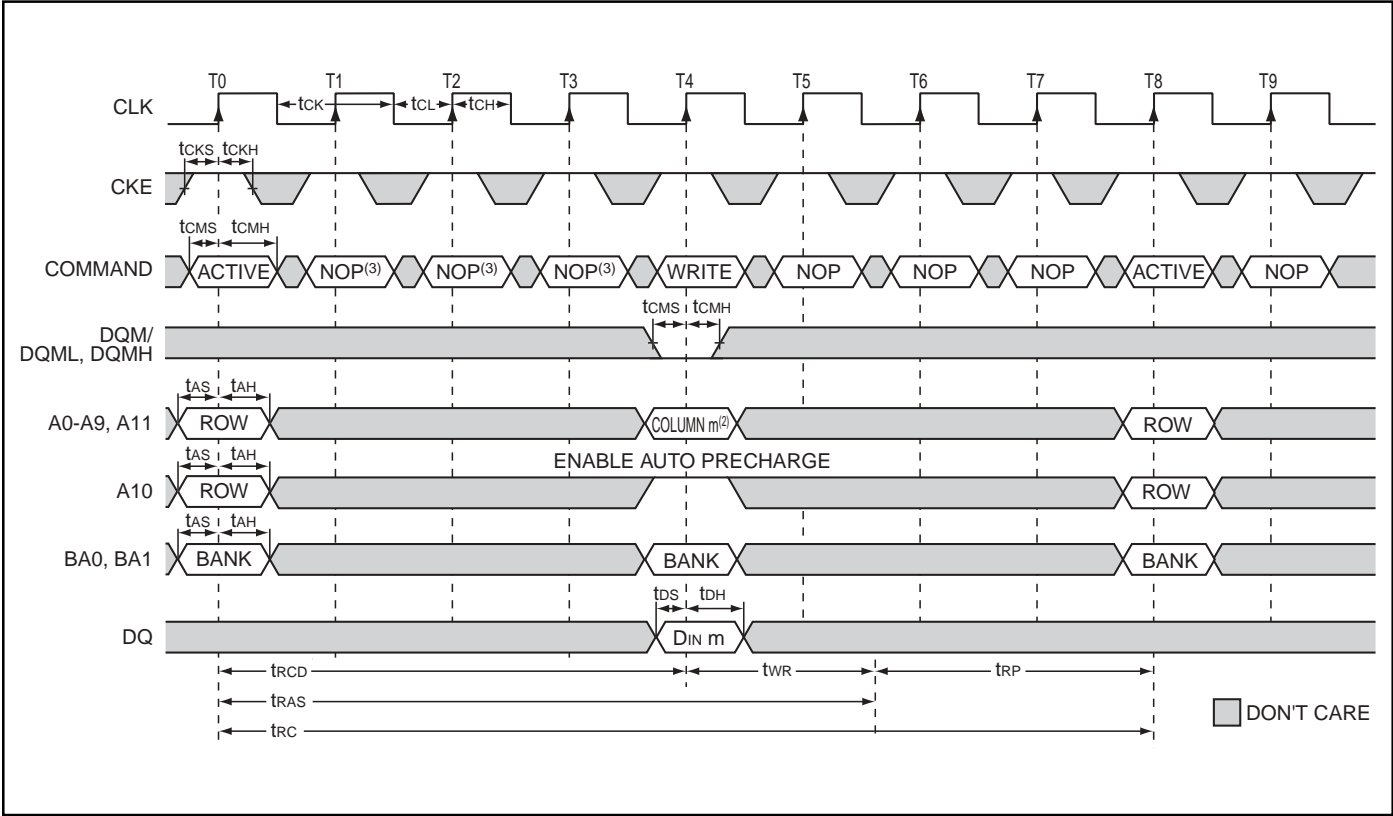 T0 T1 T2 T3 T4 T5 T6 T7 T8 T9
CLK tCK tCL tCH
tCKS tCKH
CKE
tCMS tCMH
COMMAND ACTIVE NOP(3) NOP(3) NOP(3) WRITE NOP NOP NOP ACTIVE NOP
tCMS tCMH
DQM/
DQML, DQMH
tAS tAH
A0-A9, A11 ROW COLUMN m(2) ROW
tAS tAH ENABLE AUTO PRECHARGE
A10 ROW ROW
tAS tAH
BA0, BA1 BANK BANK BANK
tDS tDH
DQ DIN m
tRCD tWR tRP
tRAS
DON'T CARE
tRC